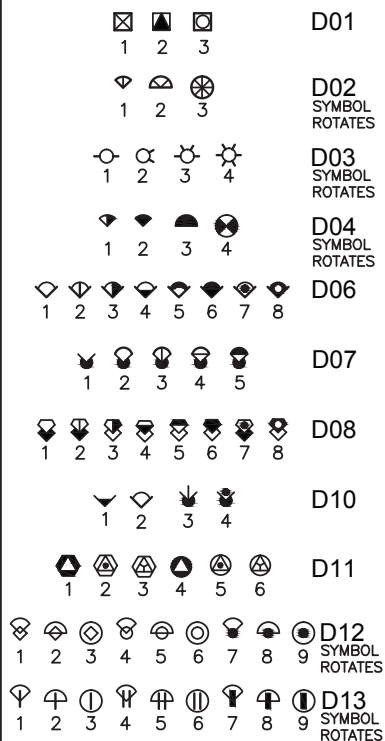 D01
1 2 3
D02
SYMBOL
ROTATES
1 2 3
D03
SYMBOL
ROTATES
1 2 3 4
D04
SYMBOL
ROTATES
1 2 3 4
D06
1 2 3 4 5 6 7 8
D07
1 2 3 4 5
D08
1 2 3 4 5 6 7 8
D10
1 2 3 4
D11
1 2 3 4 5 6
D12
SYMBOL
ROTATES
1 2 3 4 5 6 7 8 9
D13
SYMBOL
ROTATES
1 2 3 4 5 6 7 8 9